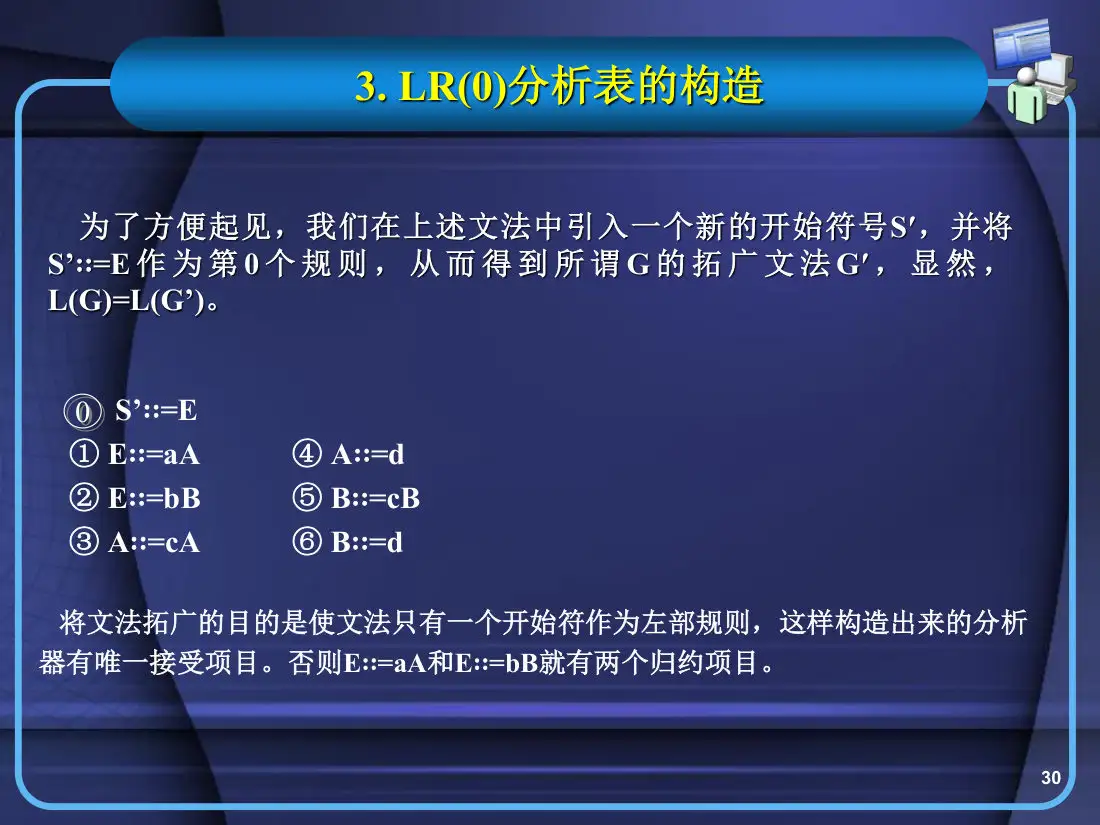 3. LR(0)分析表的构造
为了方便起见，我们在上述文法中引入一个新的开始符号S′，并将
S’::=E作为第0个规则，从而得到所谓G的拓广文法G′，显然，
L(G)=L(G’)。
0 S’::=E
① E::=aA ④ A::=d
② E::=bB ⑤ B::=cB
③ A::=cA ⑥ B::=d
将文法拓广的目的是使文法只有一个开始符作为左部规则，这样构造出来的分析
器有唯一接受项目。否则E::=aA和E::=bB就有两个归约项目。
30